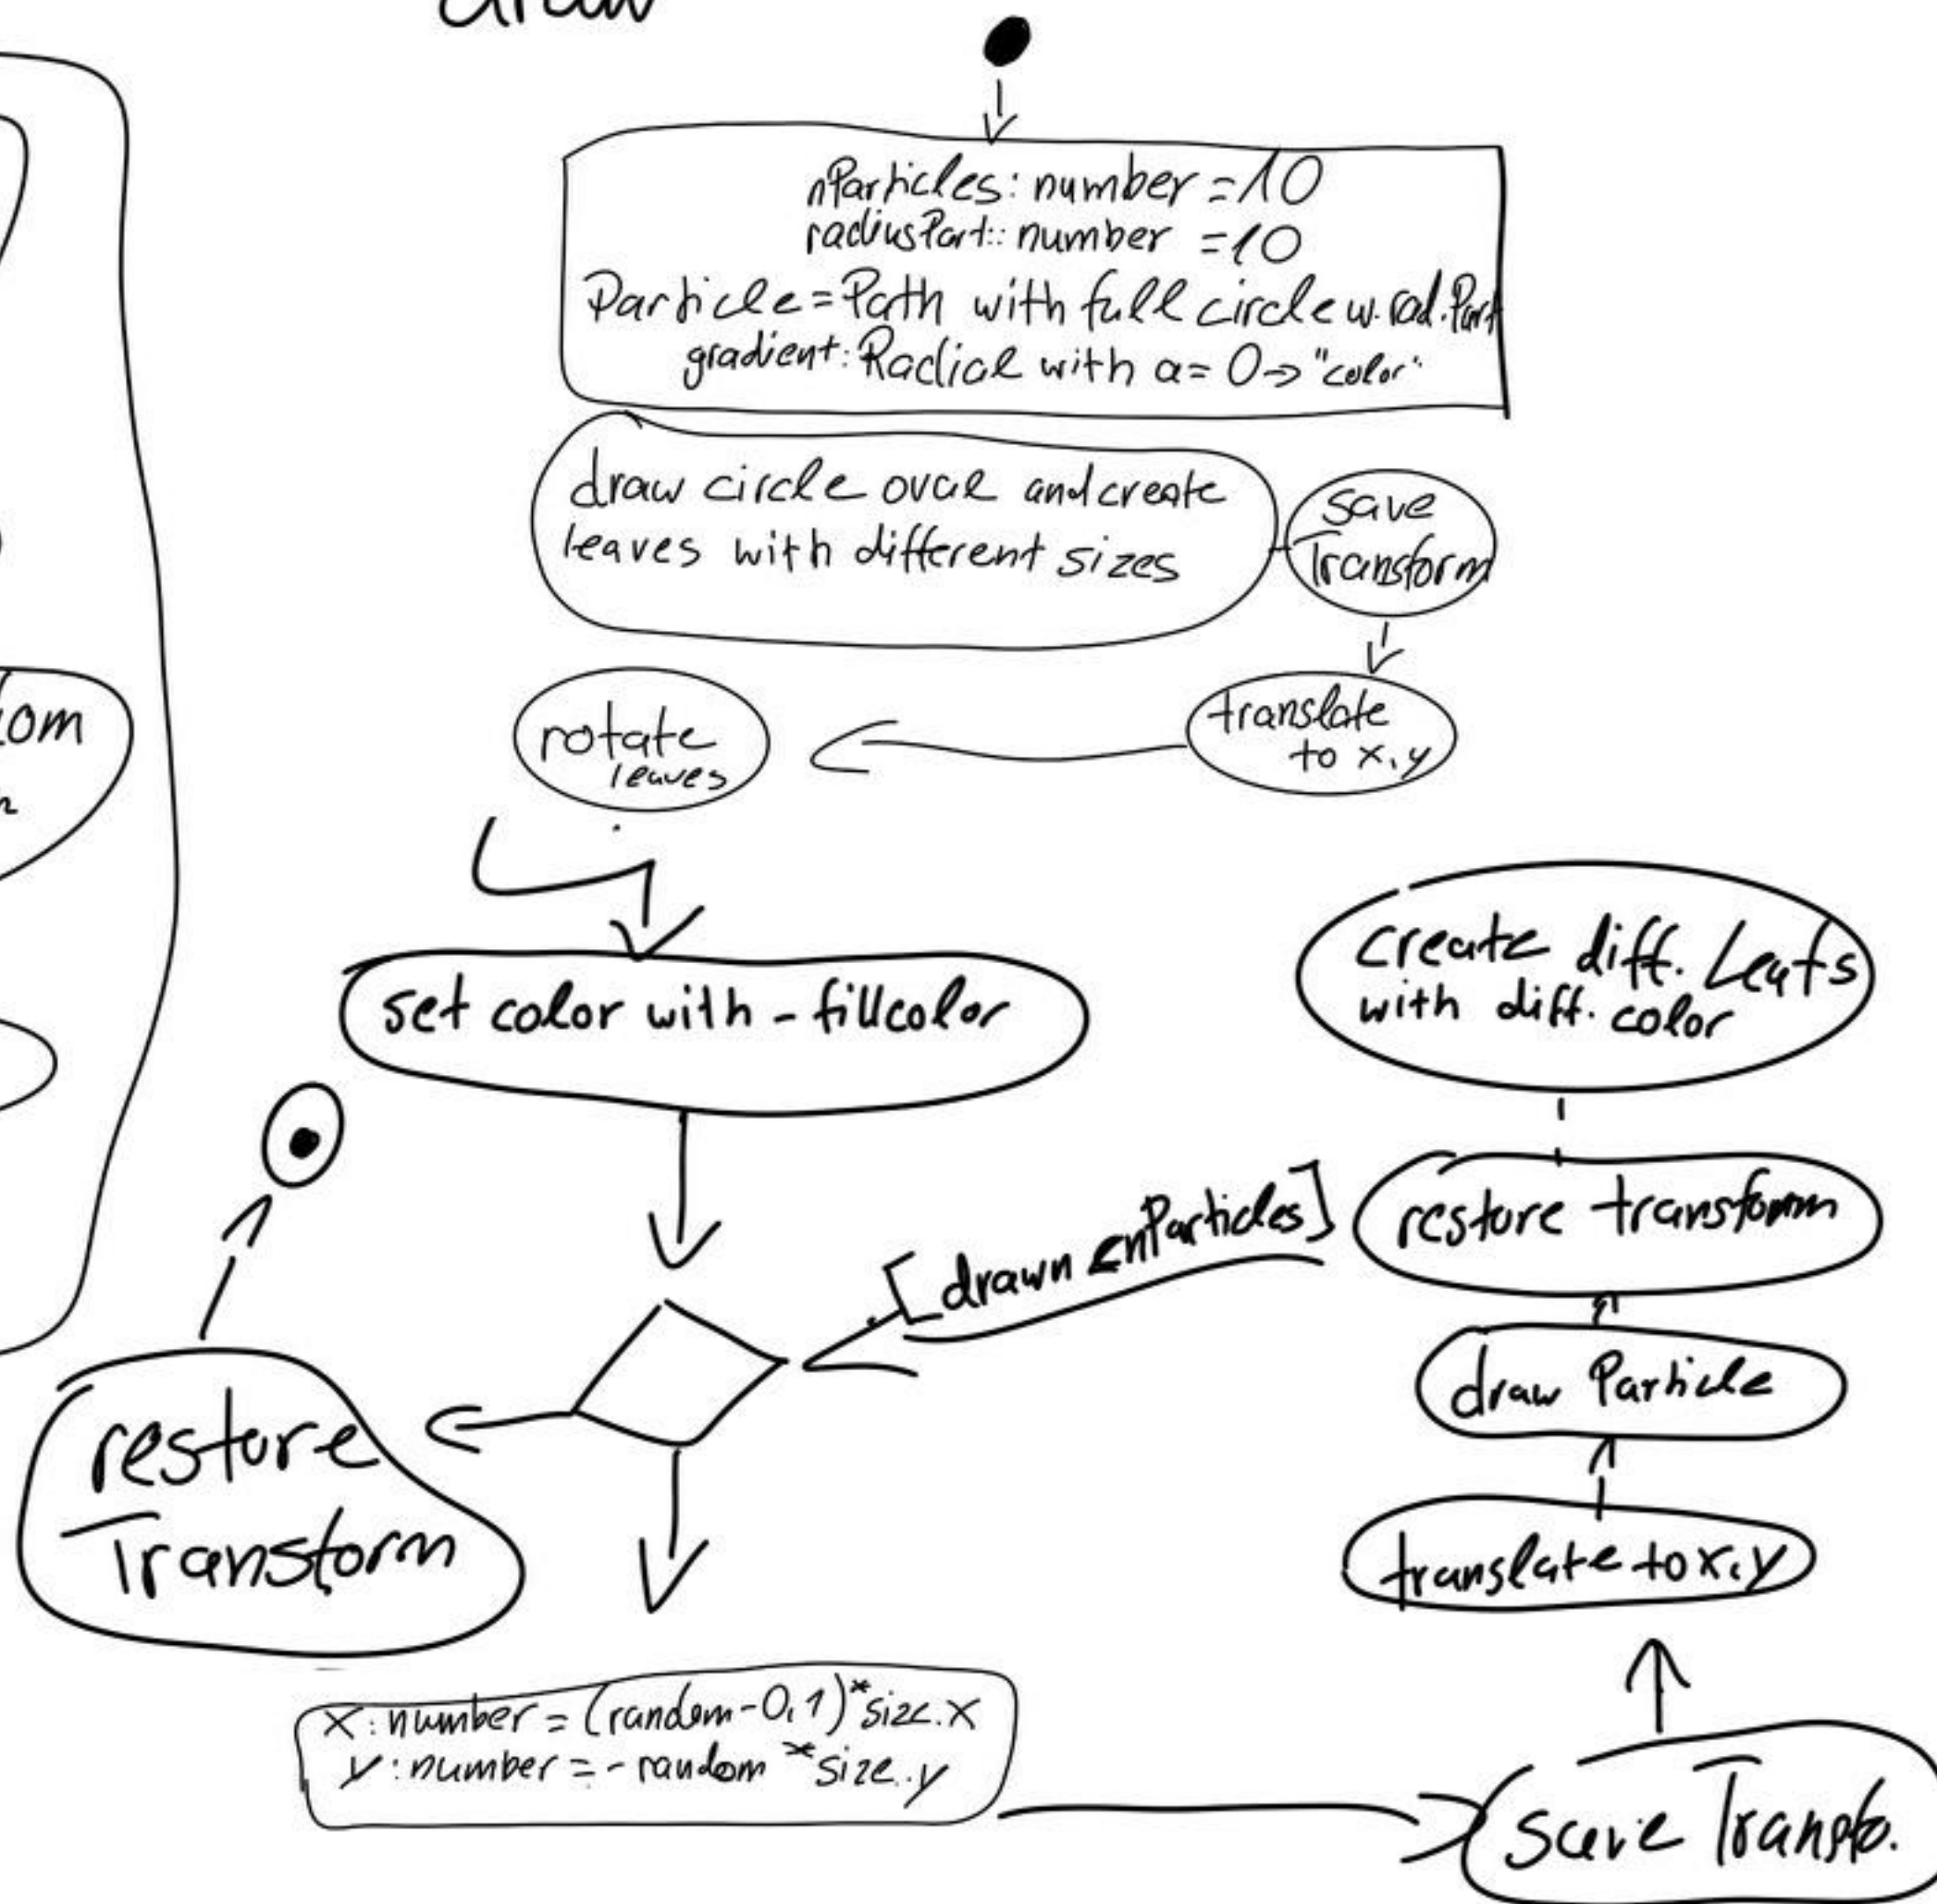 draw
nParticles: number = 10
radiusPart:: number = 10
Particle = Path with full circle w. rad. Part
gradient: Radial with a = 0 -> "color"
draw circle oval and create
leaves with different sizes
save
Transform
translate
to x,y
rotate
leaves
om
set color with - fillcolor
create diff. Leafs
with diff. color
restore transform
[drawn <nParticles]
draw Particle
restore
Transform
translate to x,y
x: number = (random-0,1)*size.x
y: number = - random *size.y
save Transfo.